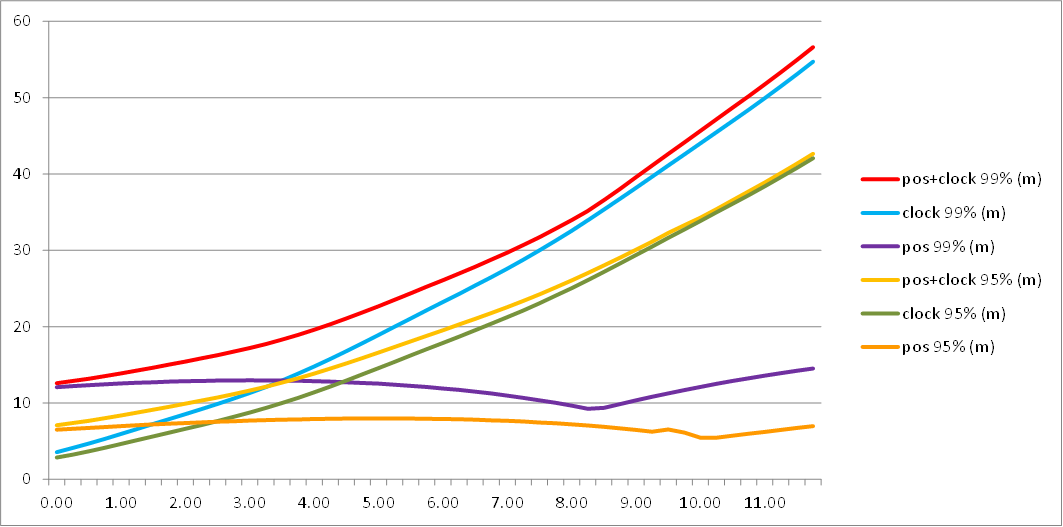 60
50
40
30
20
10
0
0.00 1.00 2.00 3.00 4.00 5.00 6.00 7.00 8.00 9.00 10.00 11.00
pos+clock 99% (m)
clock 99% (m)
pos 99% (m)
pos+clock 95% (m)
clock 95% (m)
pos 95% (m)